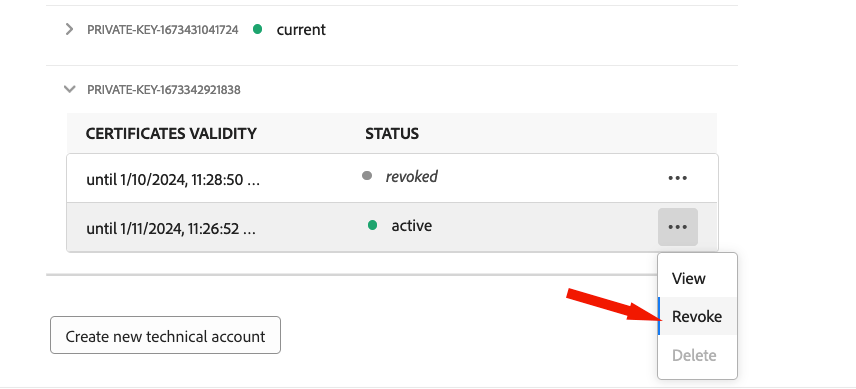 PRIVATE-KEY-1673431041724 current
PRIVATE-KEY-1673342921838
CERTIFICATES VALIDITY STATUS
until 1/10/2024, 11:28:50 ... revoked
until 1/11/2024, 11:26:52 ... active
View
Revoke
Create new technical account
Delete